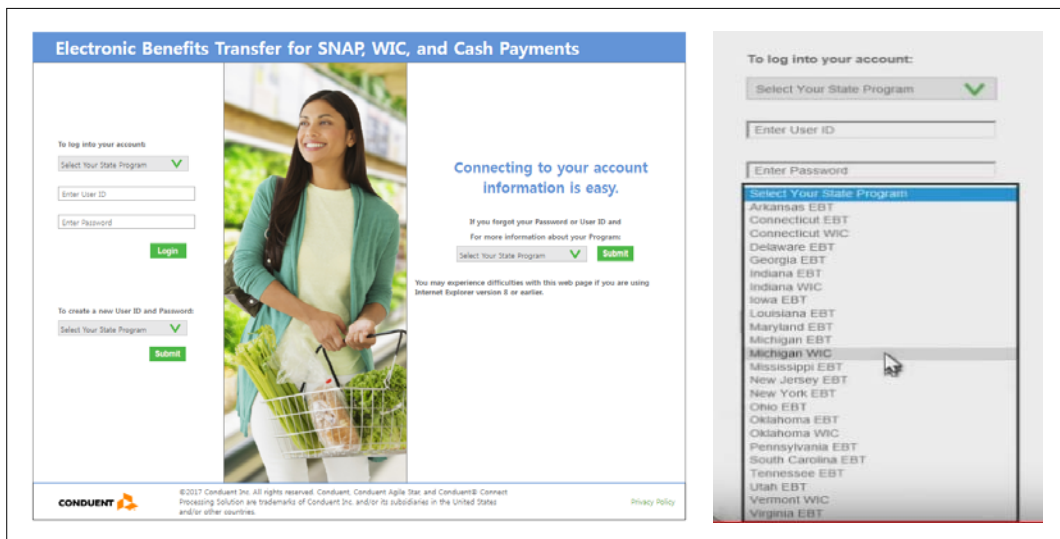 Electronic Benefits Transfer for SNAP, WIC, and Cash Payments
To log into your account:
Select Your State Program
Enter User ID
Enter Password
Login
To create a new User ID and Password:
Select Your State Program
Submit
Connecting to your account
information is easy.
If you forgot your Password or User ID and
For more information about your Program:
Select Your State Program
Submit
You may experience difficulties with this web page if you are using
Internet Explorer version 8 or earlier.
CONDUENT
©2017 Conduent Inc. All rights reserved. Conduent, Conduent Agile Star, and Conduent® Connect
Processing Solution are trademarks of Conduent Inc. and/or its subsidiaries in the United States
and/or other countries.
Privacy Policy
To log into your account:
Select Your State Program
Enter User ID
Enter Password
Select Your State Program
Arkansas EBT
Connecticut EBT
Connecticut WIC
Delaware EBT
Georgia EBT
Indiana EBT
Indiana WIC
Iowa EBT
Louisiana EBT
Maryland EBT
Michigan EBT
Michigan WIC
Mississippi EBT
New Jersey EBT
New York EBT
Ohio EBT
Oklahoma EBT
Oklahoma WIC
Pennsylvania EBT
South Carolina EBT
Tennessee EBT
Utah EBT
Vermont WIC
Virginia EBT